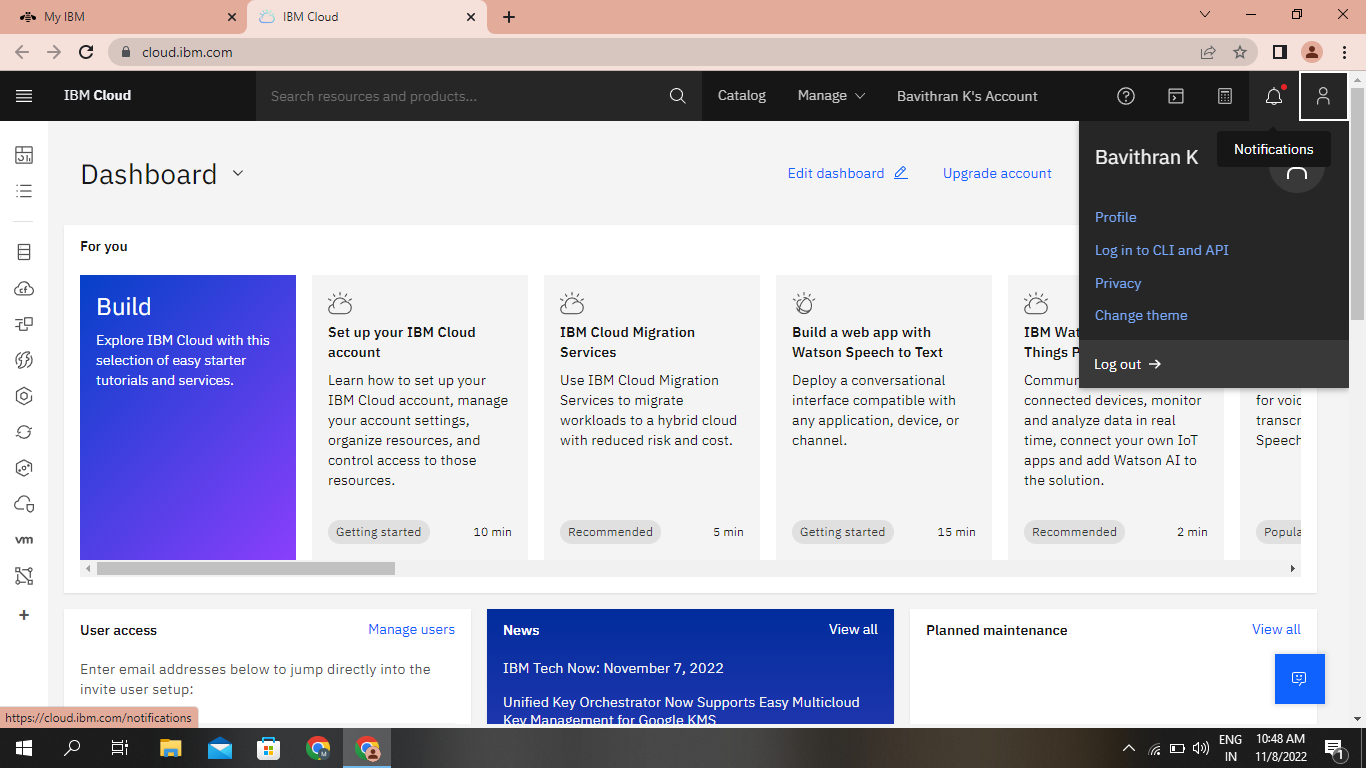 My IBM
IBM Cloud
cloud.ibm.com
IBM Cloud
Search resources and products...
Catalog
Manage
Bavithran K's Account
Notifications
Bavithran K
Profile
Log in to CLI and API
Privacy
Change theme
Log out
Dashboard
Edit dashboard
Upgrade account
For you
Build
Explore IBM Cloud with this
selection of easy starter
tutorials and services.
Set up your IBM Cloud
account
Learn how to set up your
IBM Cloud account, manage
your account settings,
organize resources, and
control access to those
resources.
Getting started
10 min
IBM Cloud Migration
Services
Use IBM Cloud Migration
Services to migrate
workloads to a hybrid cloud
with reduced risk and cost.
Recommended
5 min
Build a web app with
Watson Speech to Text
Deploy a conversational
interface compatible with
any application, device, or
channel.
Getting started
15 min
IBM Wat
Things P
Commun
connected devices, monitor
and analyze data in real
time, connect your own IoT
apps and add Watson AI to
the solution.
Recommended
2 min
for voic
transcr
Speech
Popula
cf
vm
User access
Manage users
Enter email addresses below to jump directly into the
invite user setup:
News
View all
IBM Tech Now: November 7, 2022
Unified Key Orchestrator Now Supports Easy Multicloud
Key Management for Google KMS
Planned maintenance
View all
https://cloud.ibm.com/notifications
M
ENG
IN
10:48 AM
11/8/2022
1